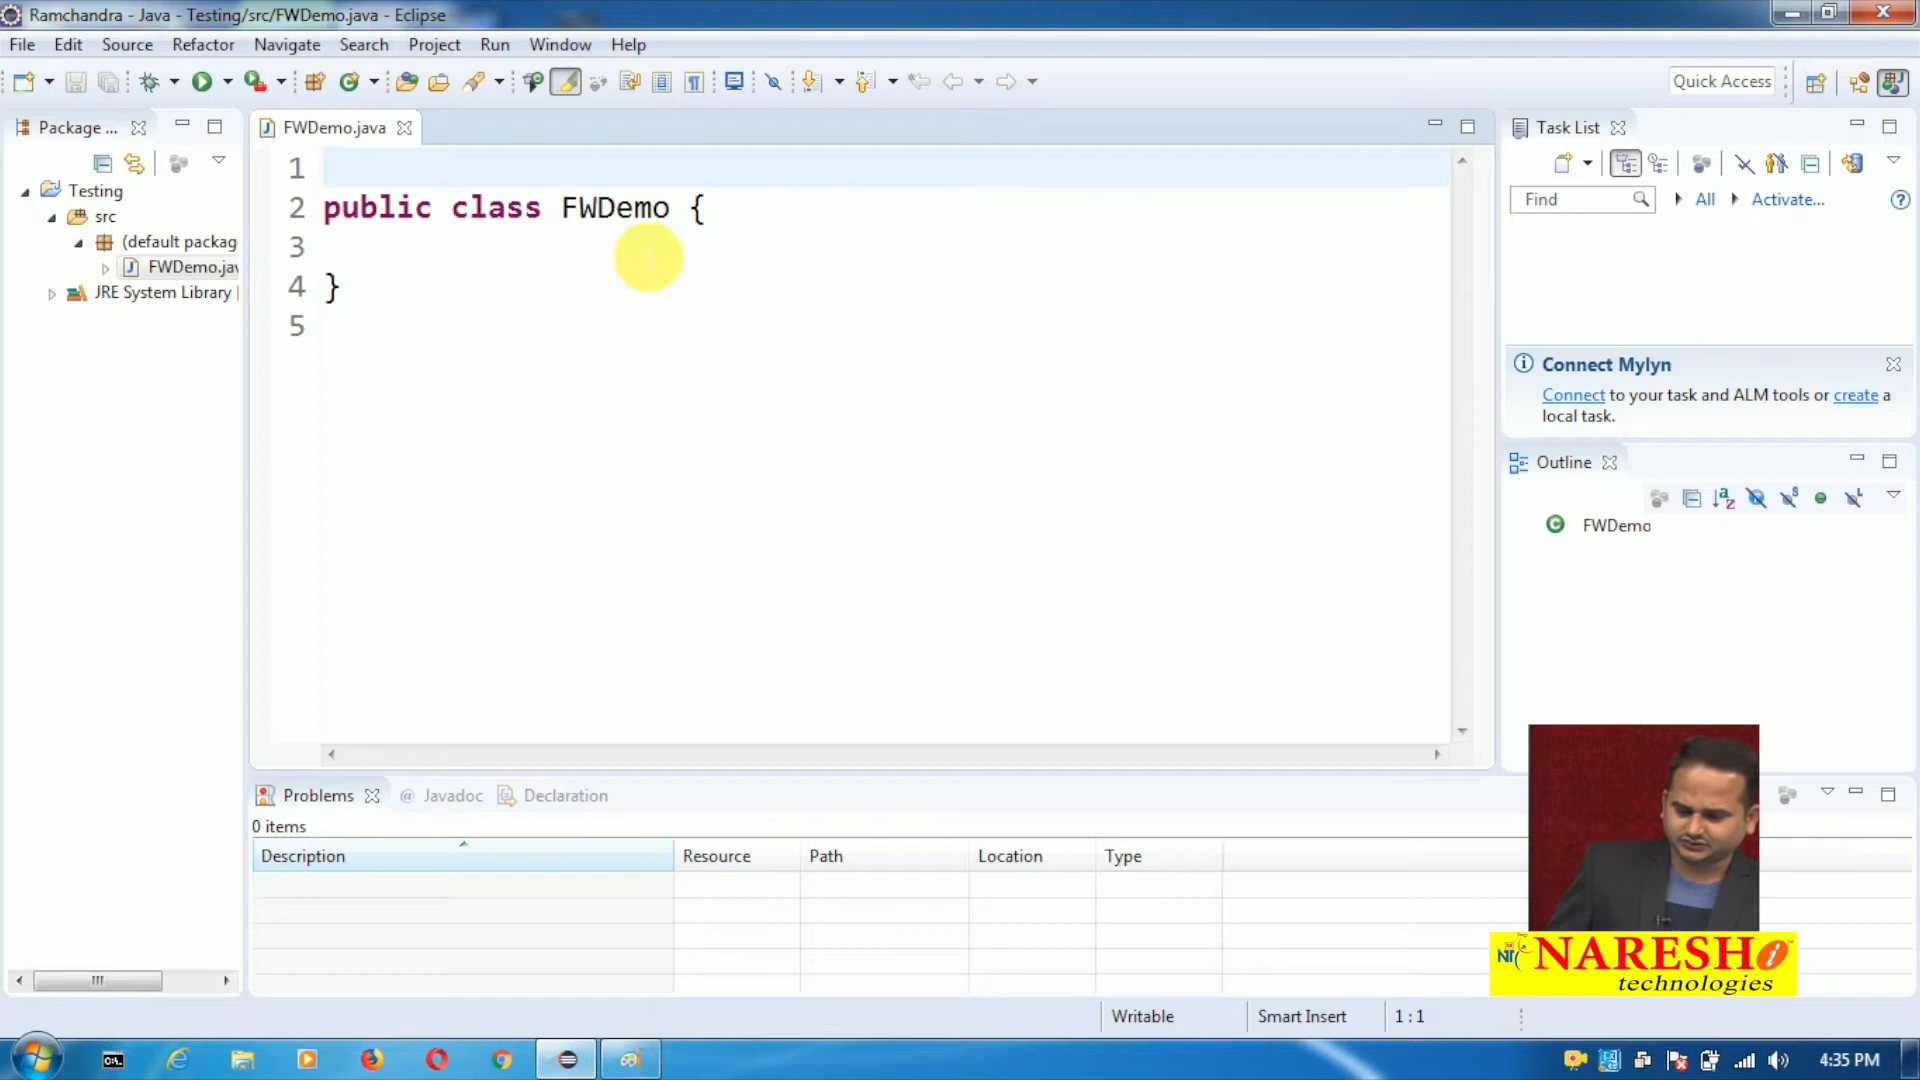 Ramchandra - Java - Testing/src/FWDemo.java - Eclipse
File Edit Source Refactor Navigate Search Project Run Window Help
Quick Access
Package ...
FWDemo.java
Task List
Testing
src
(default packag
FWDemo.jav
JRE System Library
1
2 public class FWDemo {
3
4 }
5
Find
All
Activate...
Connect Mylyn
Connect to your task and ALM tools or create a
local task.
Outline
FWDemo
Problems
@ Javadoc
Declaration
0 items
Description Resource Path Location Type
NARESH i
technologies
Writable Smart Insert 1 : 1
4:35 PM